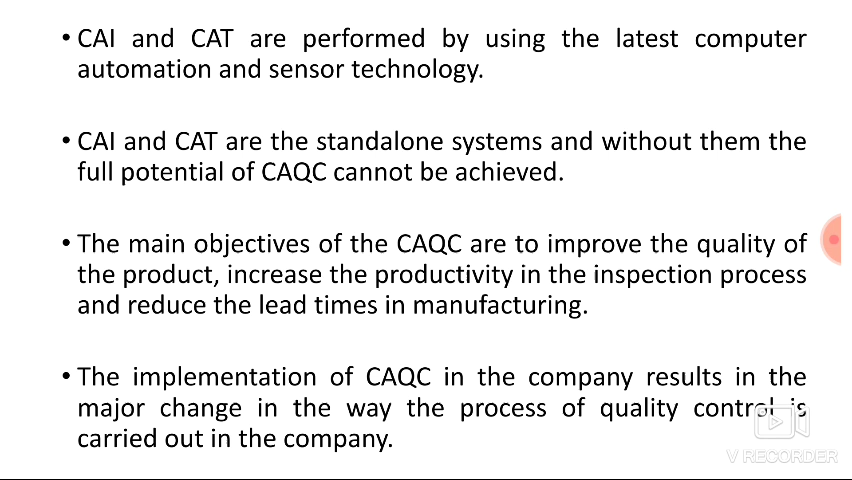 • CAI and CAT are performed by using the latest computer
automation and sensor technology.
• CAI and CAT are the standalone systems and without them the
full potential of CAQC cannot be achieved.
• The main objectives of the CAQC are to improve the quality of
the product, increase the productivity in the inspection process
and reduce the lead times in manufacturing.
• The implementation of CAQC in the company results in the
major change in the way the process of quality control is
carried out in the company.
V RECORDER